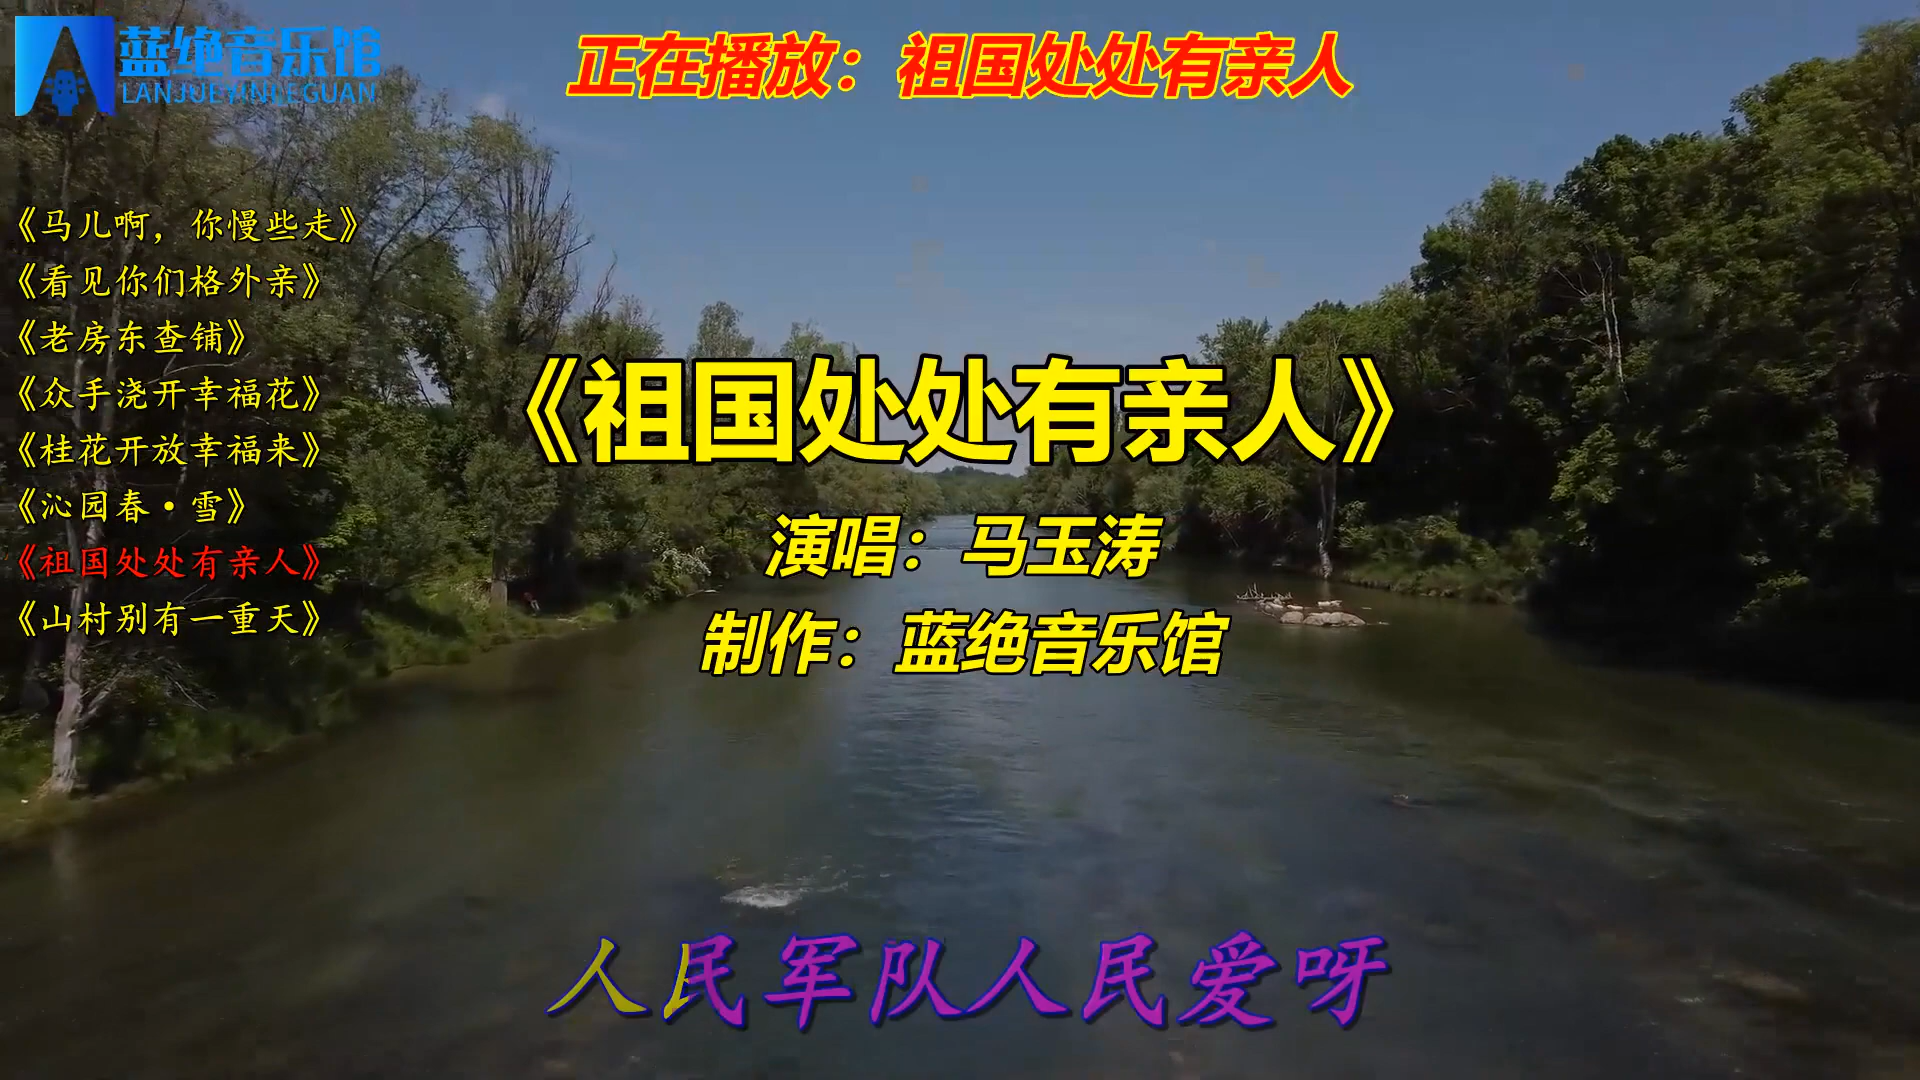 蓝绝音乐馆
LANJUEYINLEGUAN
正在播放：祖国处处有亲人
《马儿啊，你慢些走》
《看见你们格外亲》
《老房东查铺》
《众手浇开幸福花》
《桂花开放幸福来》
《沁园春·雪》
《祖国处处有亲人》
《山村别有一重天》
《祖国处处有亲人》
演唱：马玉涛
制作：蓝绝音乐馆
人民军队人民爱呀